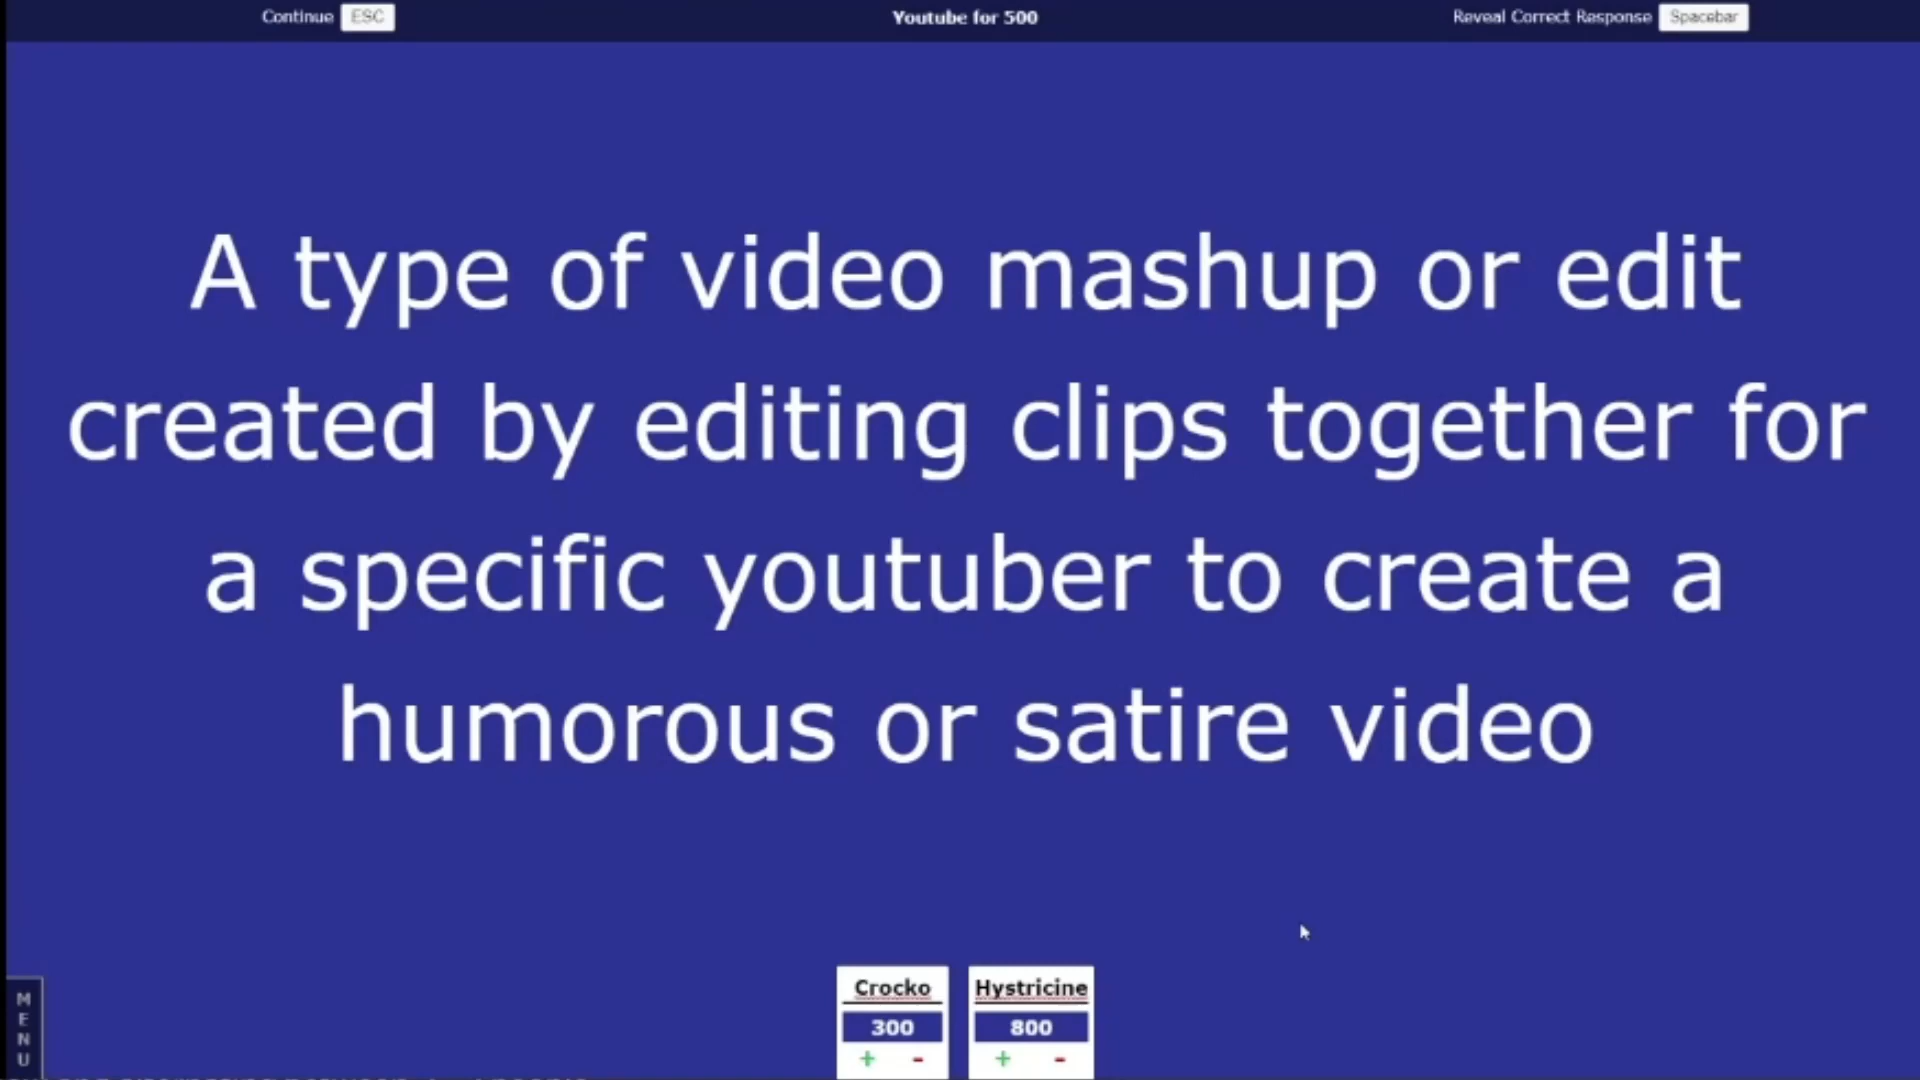 Continue ESC
Youtube for 500
Reveal Correct Response Spacebar
A type of video mashup or edit
created by editing clips together for
a specific youtuber to create a
humorous or satire video
MENU
Crocko
300
+ -
Hystricine
800
+ -